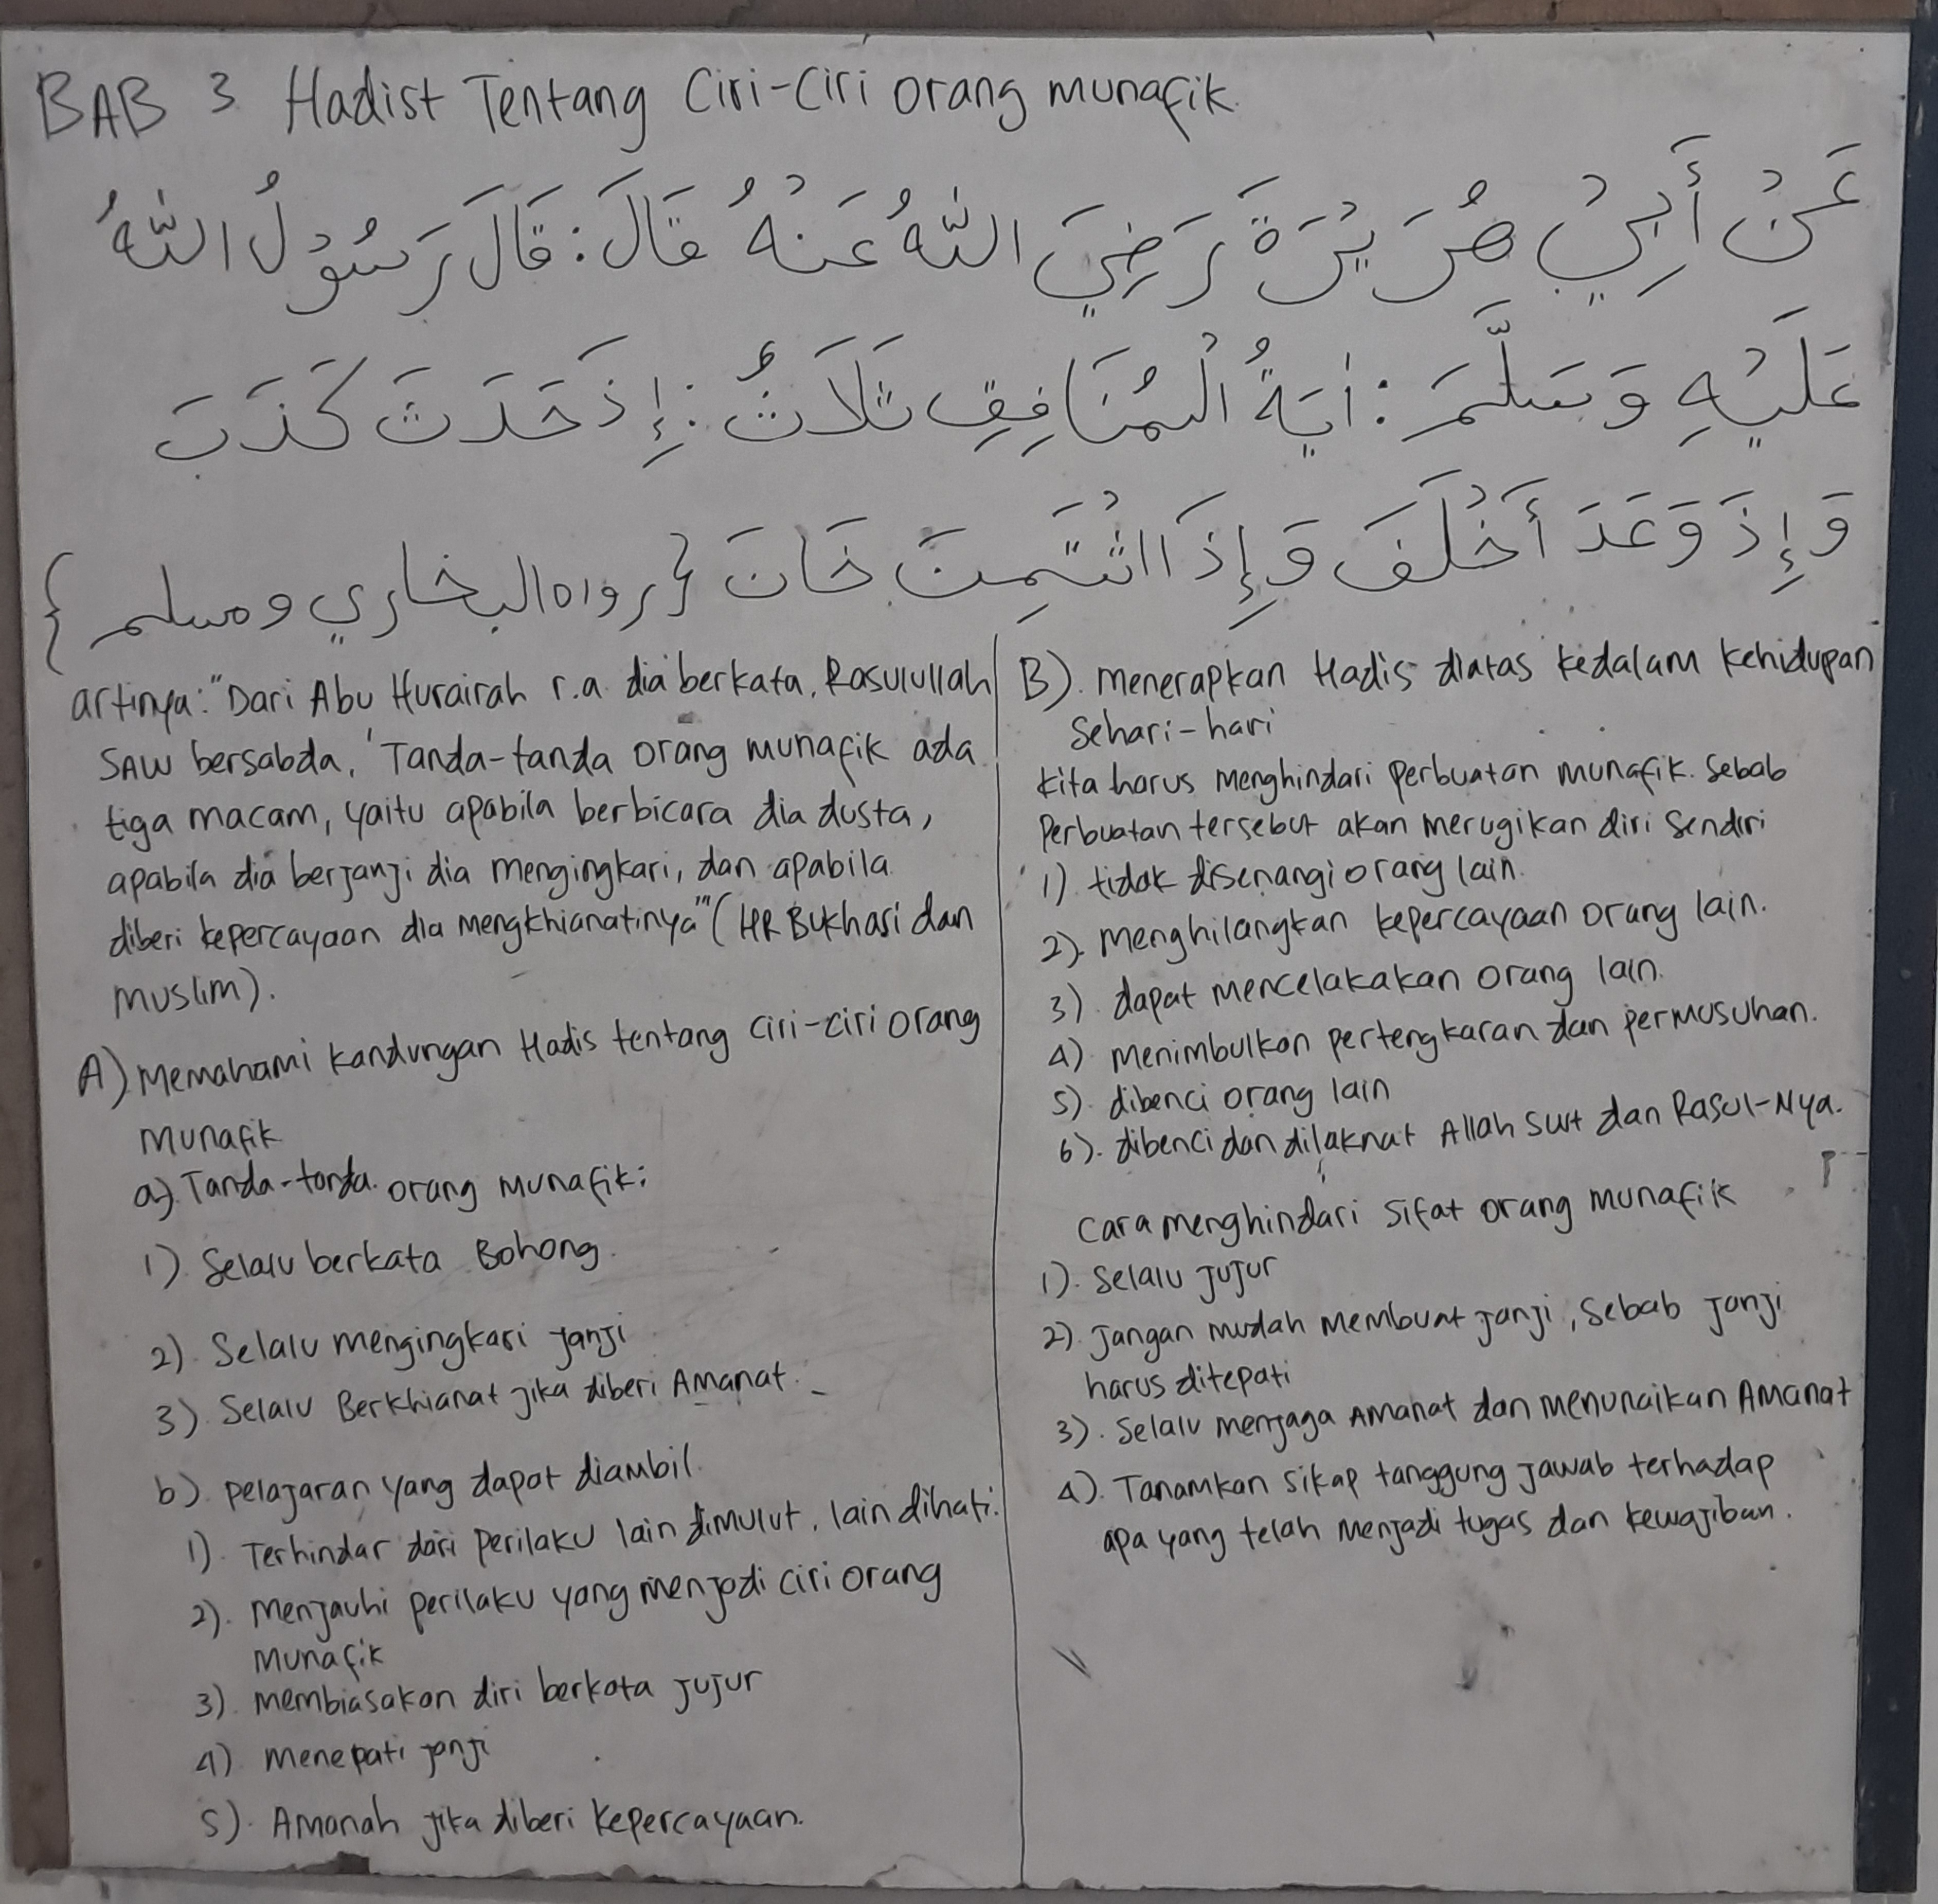 BAB 3 Hadist Tentang Ciri-Ciri orang munafik.
عَنْ أَبِيْ هُرَيْرَةَ رَضِيَ اللهُ عَنْهُ قَالَ: قَالَ رَسُوْلُ اللهُ
عَلَيْهِ وَسَلَّمَ: اٰيَةُ الْمُنَافِقِ ثَلَاثٌ: إِذَ حَدَثَ كَذَبَ
وَإِذَ وَعَدَ أَخْلَفَ وَإِذَا ائْتُمِنَ خَانَ {رواه البخاري ومسلم}
artinya: "Dari Abu Hurairah r.a. dia berkata, Rasulullah
SAW bersabda, 'Tanda-tanda orang munafik ada
tiga macam, yaitu apabila berbicara dia dusta,
apabila dia berjanji dia mengingkari, dan apabila
diberi kepercayaan dia mengkhianatinya'" (HR Bukhari dan
muslim).
A) Memahami kandungan Hadis tentang ciri-ciri orang
munafik
a). Tanda-tanda orang munafik:
1) Selalu berkata Bohong.
2). Selalu mengingkari janji
3). Selalu Berkhianat jika diberi Amanat.
b). pelajaran yang dapat diambil.
1). Terhindar dari perilaku lain dimulut, lain dihati.
2). menjauhi perilaku yang menjadi ciri orang
munafik
3). membiasakan diri berkata jujur
4) menepati janji
5). Amanah jika diberi kepercayaan.
B). menerapkan Hadis diatas kedalam kehidupan
Sehari-hari
kita harus menghindari perbuatan munafik. Sebab
perbuatan tersebut akan merugikan diri sendiri
1) tidak disenangi orang lain.
2). menghilangkan kepercayaan orang lain.
3). dapat mencelakakan orang lain.
4) menimbulkan pertengkaran dan permusuhan.
5). dibenci orang lain
6). dibenci dan dilaknat Allah Swt dan Rasul-Nya.
Cara menghindari sifat orang munafik
1). Selalu jujur
2). Jangan mudah membuat janji, Sebab janji
harus ditepati
3). Selalu menjaga Amanat dan menunaikan Amanat
4). Tanamkan sikap tanggung jawab terhadap
apa yang telah menjadi tugas dan kewajiban.